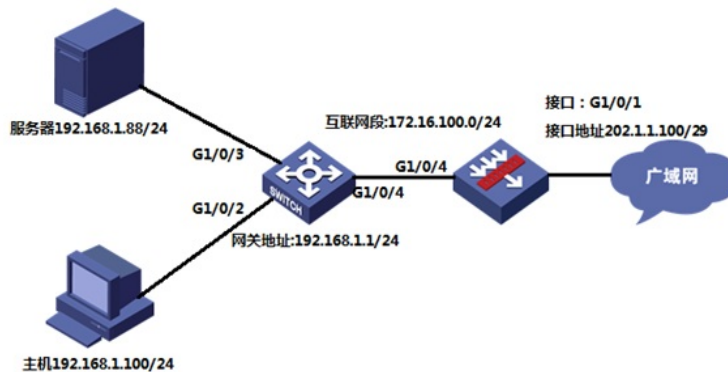 服务器192.168.1.88/24
G1/0/3
互联网段:172.16.100.0/24
接口：G1/0/1
接口地址202.1.1.100/29
G1/0/4
G1/0/4
广域网
SWITCH
G1/0/2
网关地址:192.168.1.1/24
主机192.168.1.100/24